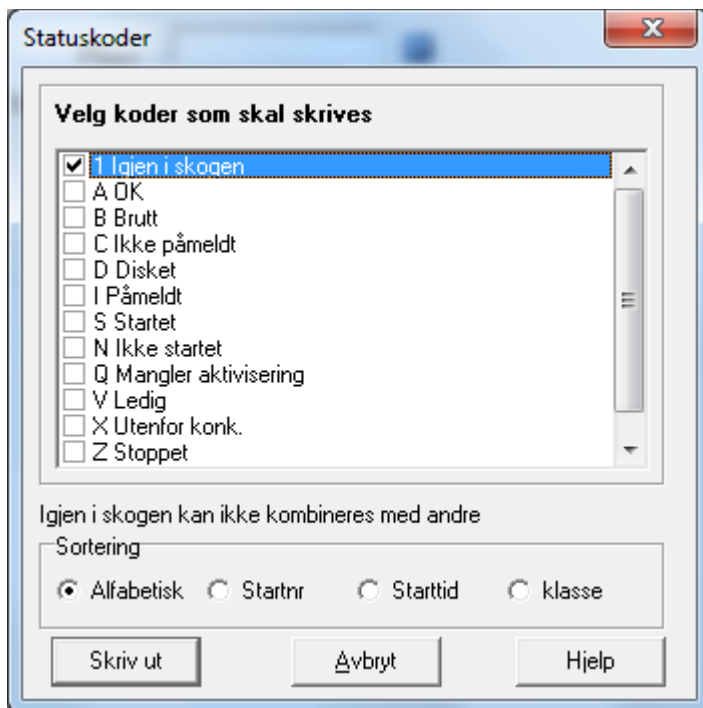 Statuskoder
Velg koder som skal skrives
1 Igjen i skogen
A OK
B Brutt
C Ikke påmeldt
D Disket
I Påmeldt
S Startet
N Ikke startet
Q Mangler aktivisering
V Ledig
X Utenfor konk.
Z Stoppet
Igjen i skogen kan ikke kombineres med andre
Sortering
Alfabetisk Startnr Starttid klasse
Skriv ut Avbryt Hjelp